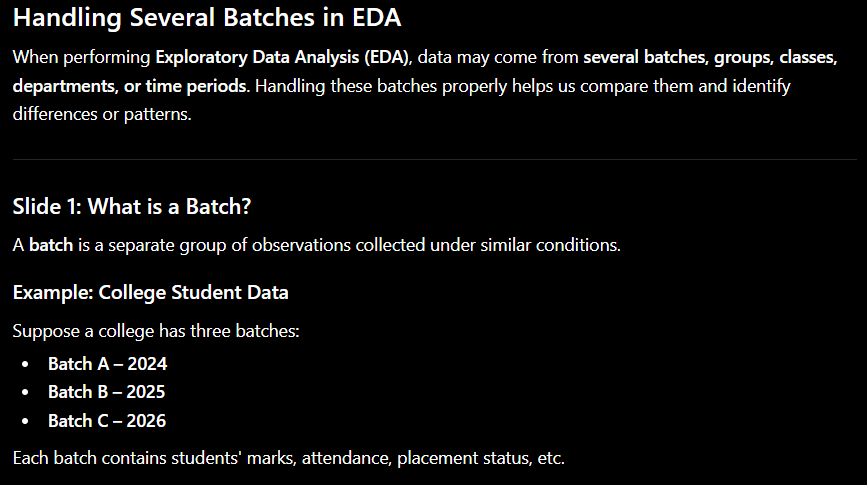 Handling Several Batches in EDA
When performing Exploratory Data Analysis (EDA), data may come from several batches, groups, classes,
departments, or time periods. Handling these batches properly helps us compare them and identify
differences or patterns.
Slide 1: What is a Batch?
A batch is a separate group of observations collected under similar conditions.
Example: College Student Data
Suppose a college has three batches:
• Batch A – 2024
• Batch B – 2025
• Batch C – 2026
Each batch contains students' marks, attendance, placement status, etc.